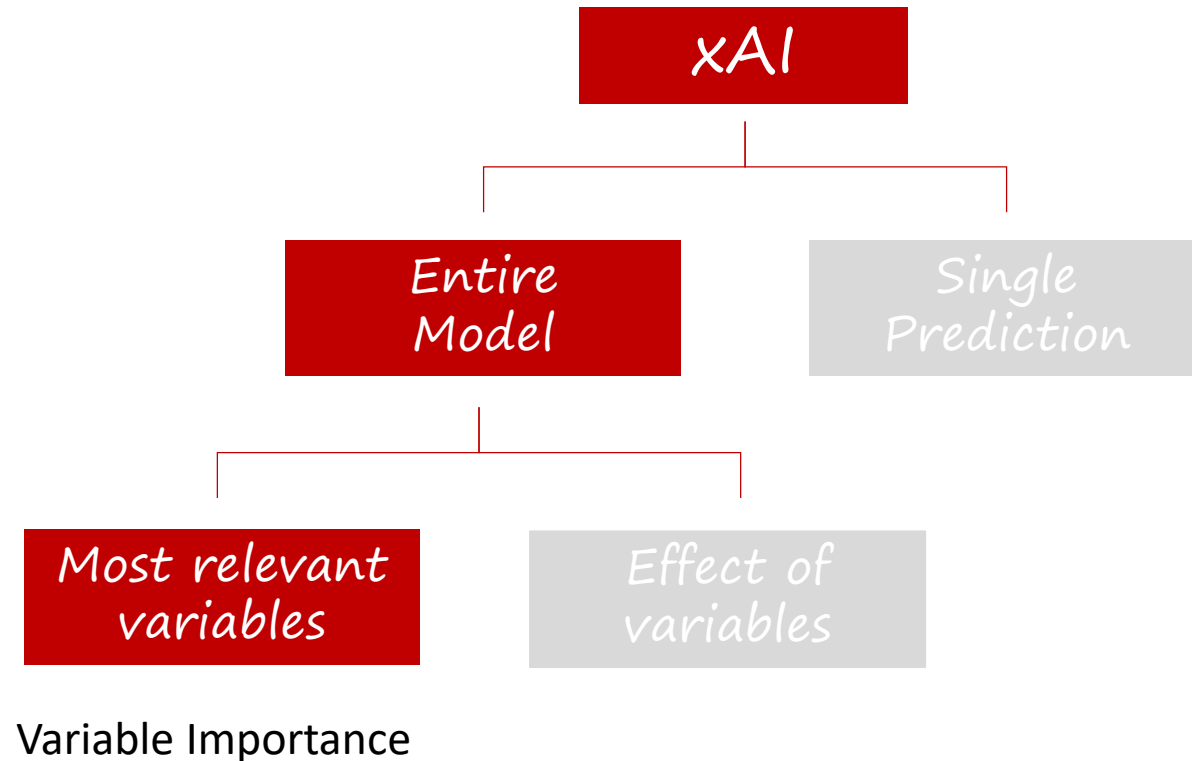 xAI
Entire
Model
Single
Prediction
Most relevant
variables
Effect of
variables
Variable Importance